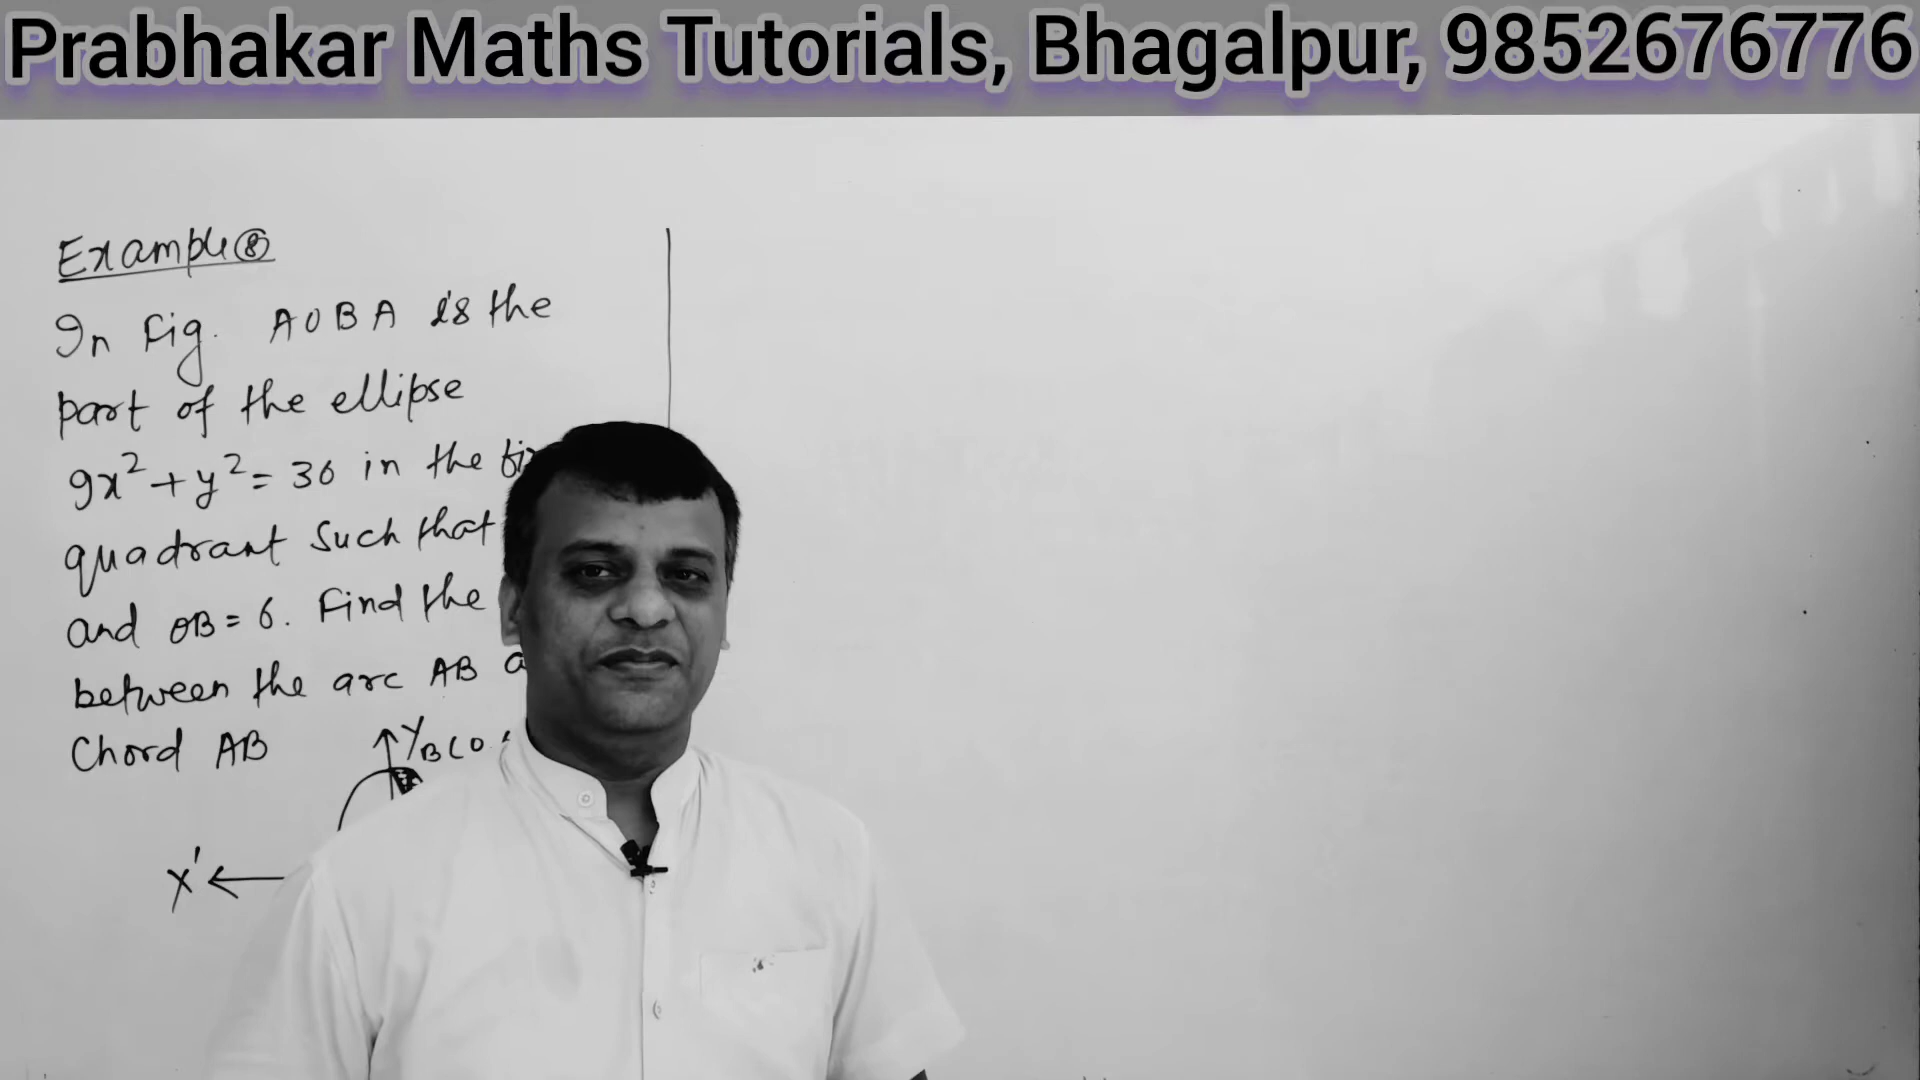 Prabhakar Maths Tutorials, Bhagalpur, 9852676776
Example ⑧
In Fig. AOBA is the
part of the ellipse
9x² + y² = 36 in the
quadrant such that
and OB = 6. Find the
between the arc AB
Chord AB
Y
B(0
X'